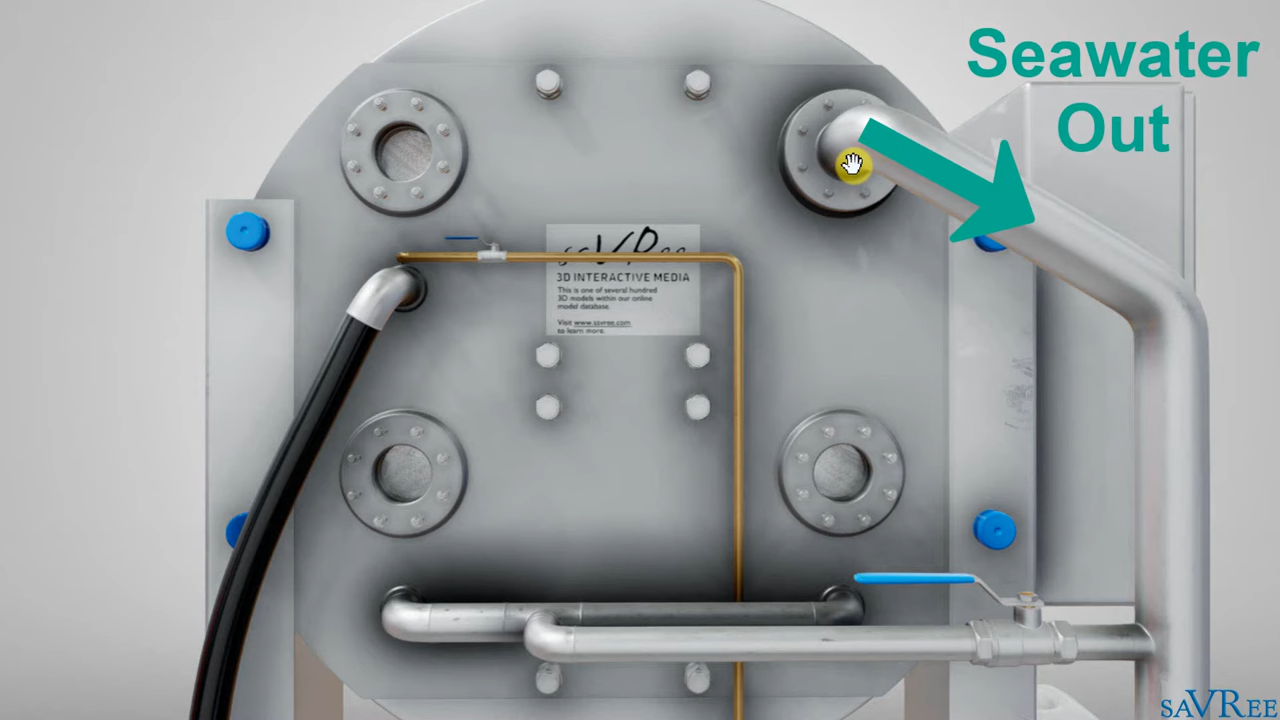 Seawater
Out
saVRee
3D INTERACTIVE MEDIA
This is one of several hundred
3D models within our online
model database.
Visit www.savree.com
to learn more.
saVRee